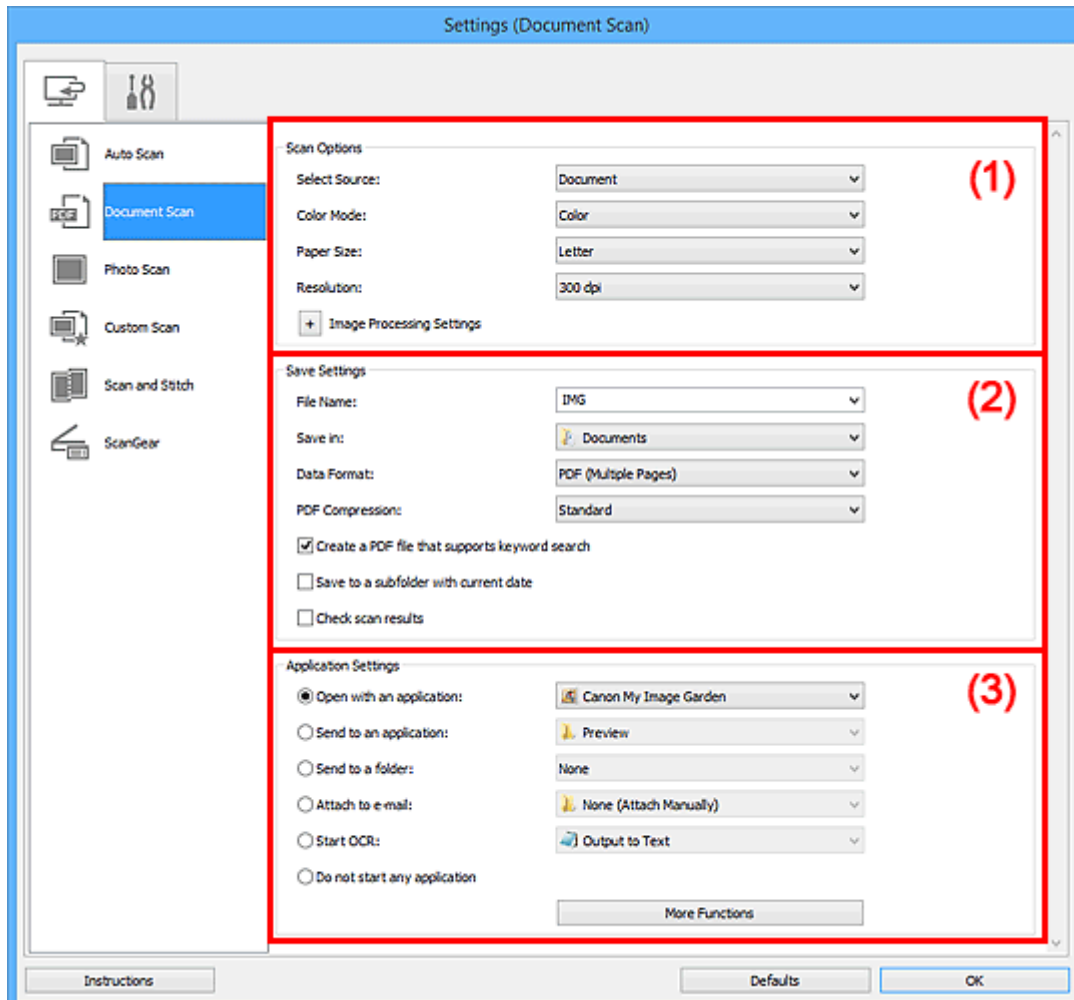 Settings (Document Scan)
Auto Scan
PDF
Document Scan
Photo Scan
Custom Scan
Scan and Stitch
ScanGear
(1)
Scan Options
Select Source: Document
Color Mode: Color
Paper Size: Letter
Resolution: 300 dpi
+ Image Processing Settings
(2)
Save Settings
File Name: IMG
Save in: Documents
Data Format: PDF (Multiple Pages)
PDF Compression: Standard
Create a PDF file that supports keyword search
Save to a subfolder with current date
Check scan results
(3)
Application Settings
Open with an application: Canon My Image Garden
Send to an application: Preview
Send to a folder: None
Attach to e-mail: None (Attach Manually)
Start OCR: Output to Text
Do not start any application
More Functions
Instructions Defaults OK